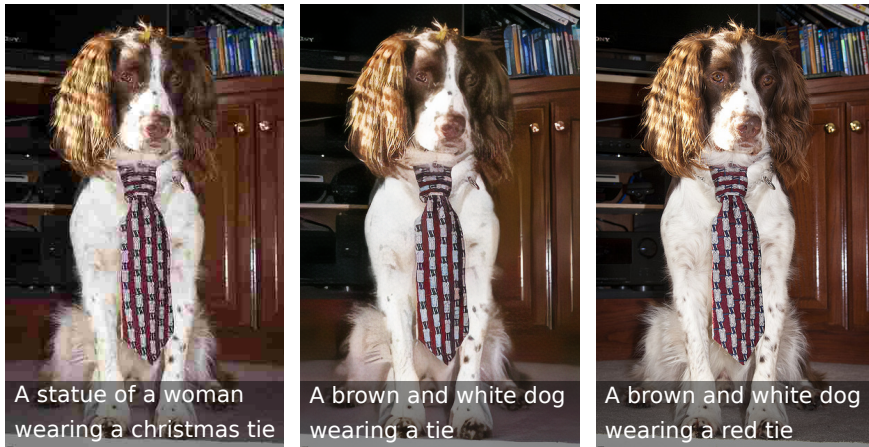 A statue of a woman
wearing a christmas tie
A brown and white dog
wearing a tie
A brown and white dog
wearing a red tie